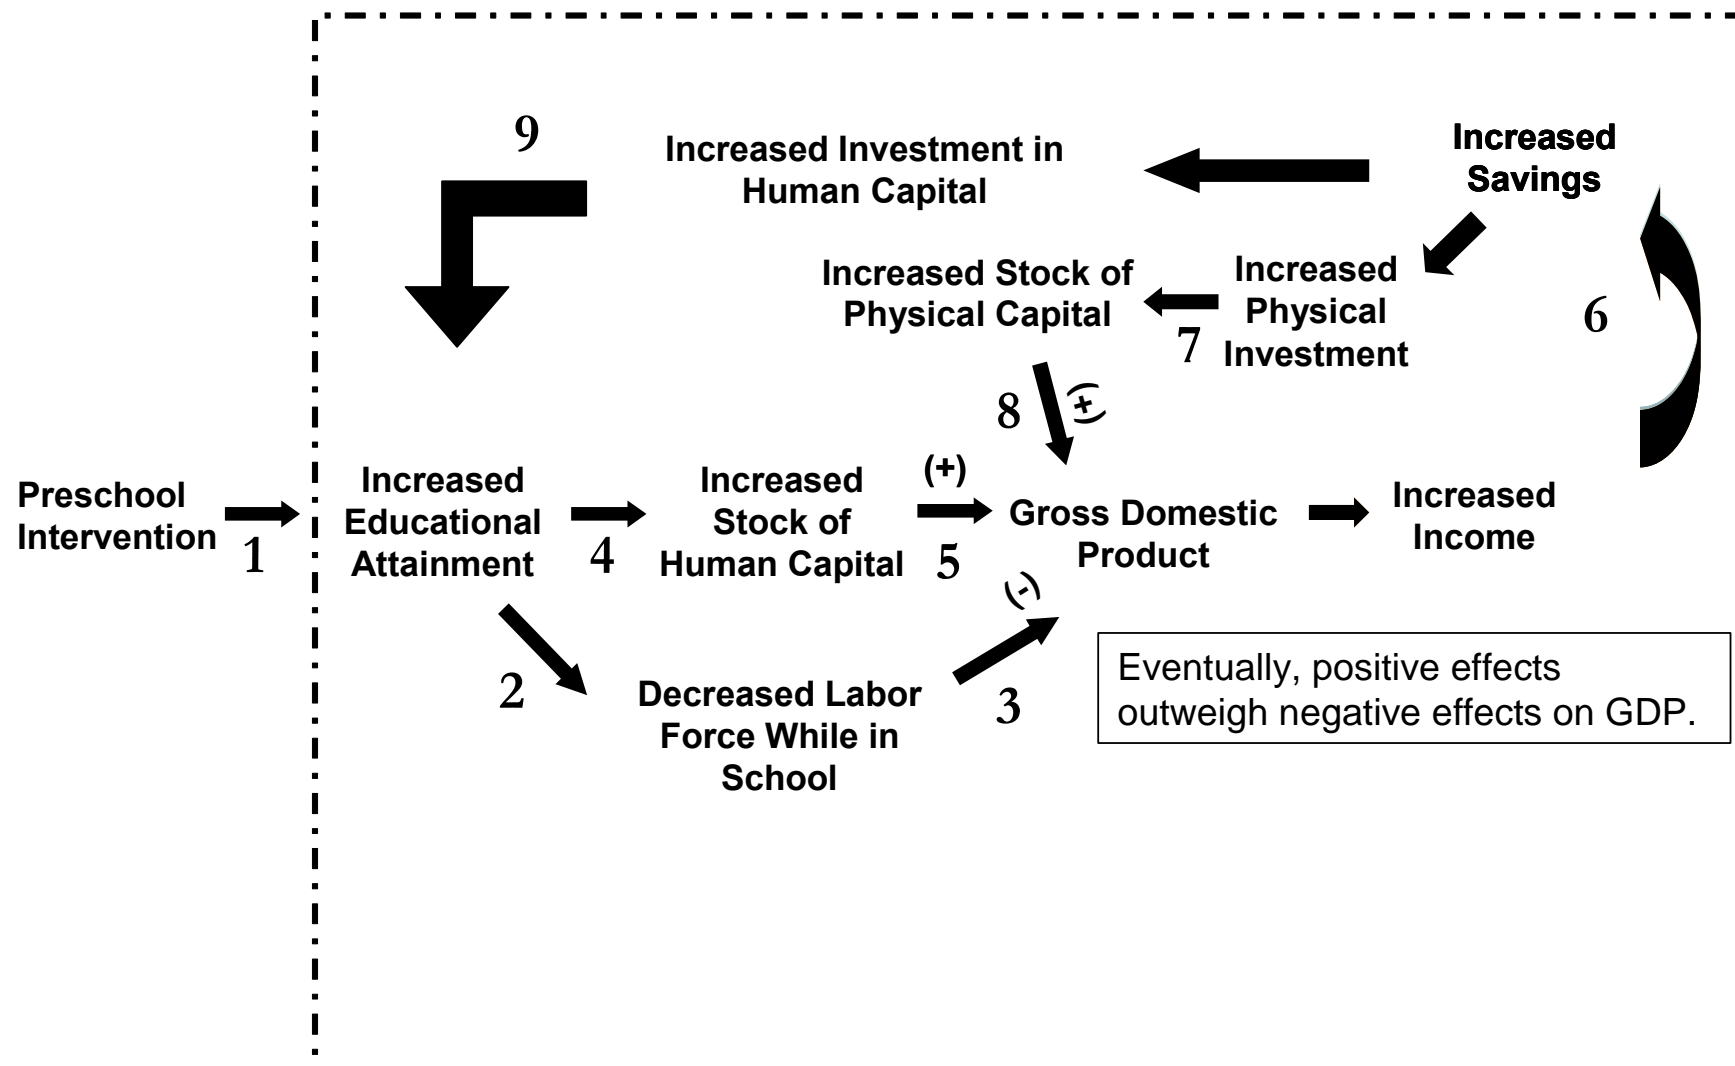 9
Increased Investment in
Human Capital
Increased
Savings
Increased Stock of
Physical Capital
7
Increased
Physical
Investment
6
8
(+)
Preschool
Intervention
1
Increased
Educational
Attainment
4
Increased
Stock of
Human Capital
(+)
5
Gross Domestic
Product
Increased
Income
(-)
2
Decreased Labor
Force While in
School
3
Eventually, positive effects
outweigh negative effects on GDP.